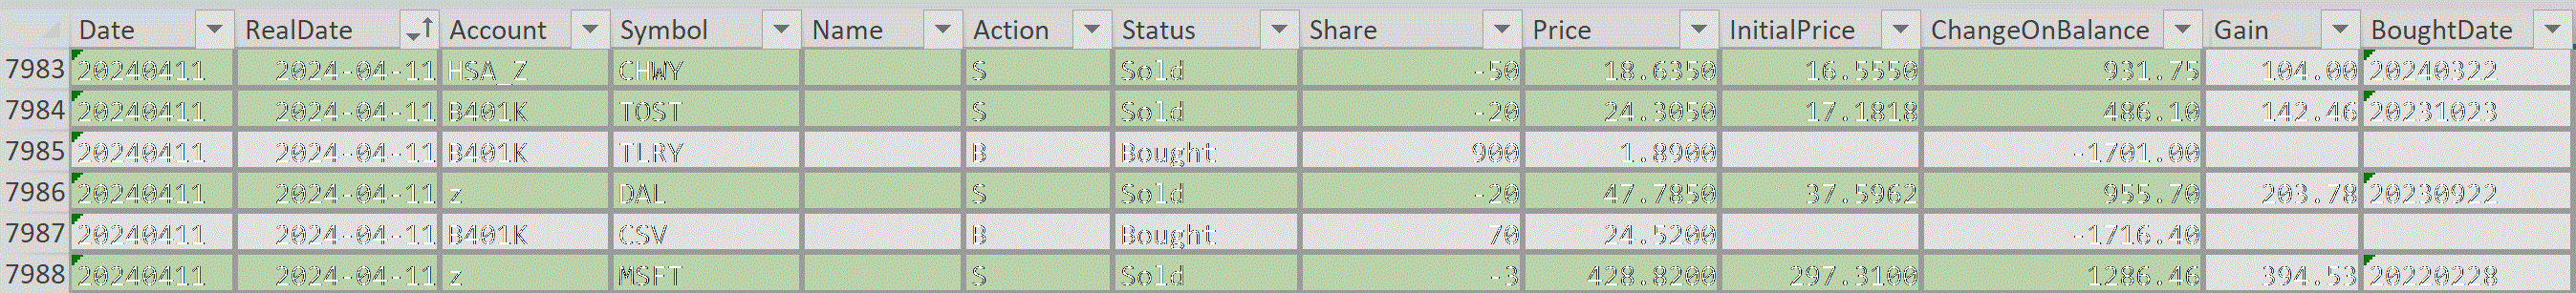 Date RealDate Account Symbol Name Action Status Share Price InitialPrice ChangeOnBalance Gain BoughtDate
7983 20240411 2024-04-11 HSA_Z CHWY S Sold -50 18.6350 16.5550 931.75 104.00 20240322
7984 20240411 2024-04-11 B401K TOST S Sold -20 24.3050 17.1818 486.10 142.46 20231023
7985 20240411 2024-04-11 B401K TLRY B Bought 900 1.8900 -1701.00
7986 20240411 2024-04-11 z DAL S Sold -20 47.7850 37.5962 955.70 203.78 20230922
7987 20240411 2024-04-11 B401K CSV B Bought 70 24.5200 -1716.40
7988 20240411 2024-04-11 z MSFT S Sold -3 428.8200 297.3100 1286.46 394.53 20220228